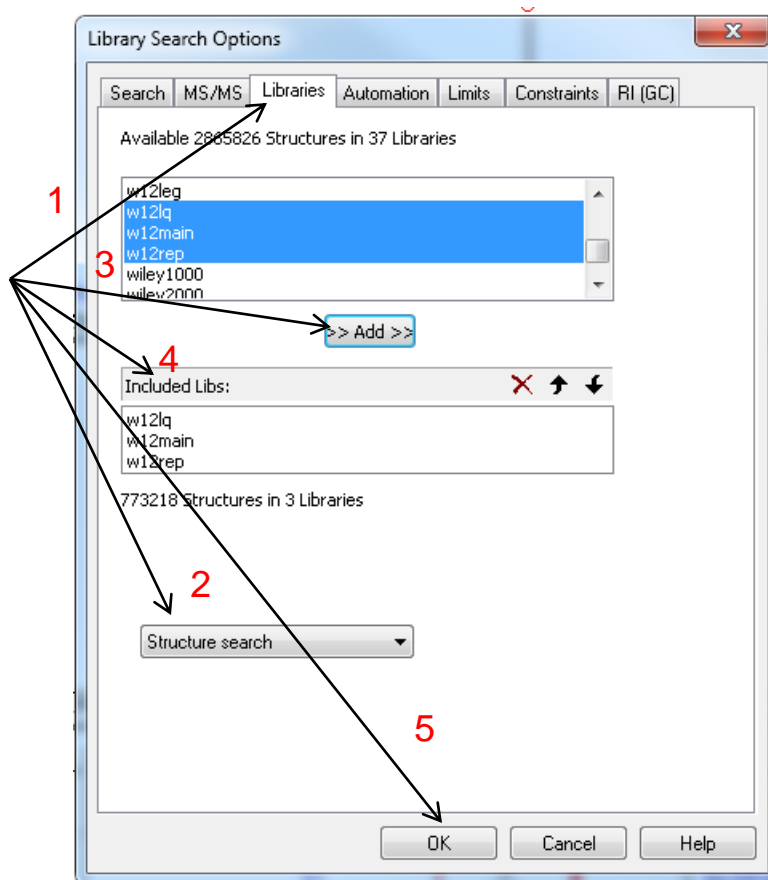 Library Search Options
Search MS/MS Libraries Automation Limits Constraints RI (GC)
Available 2865826 Structures in 37 Libraries
1
w12leg
w12lq
w12main
w12rep
3
wiley1000
wiley2000
>> Add >>
4
Included Libs:
w12lq
w12main
w12rep
773218 Structures in 3 Libraries
2
Structure search
5
OK Cancel Help